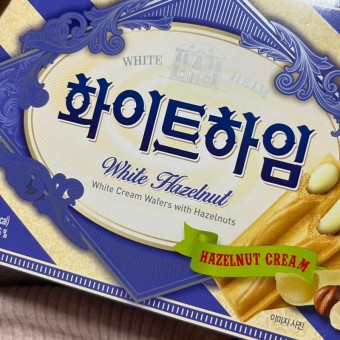 WHITE HEIM
화이트하임
White Hazelnut
White Cream Wafers with Hazelnuts
HAZELNUT CREAM
이미지 사진